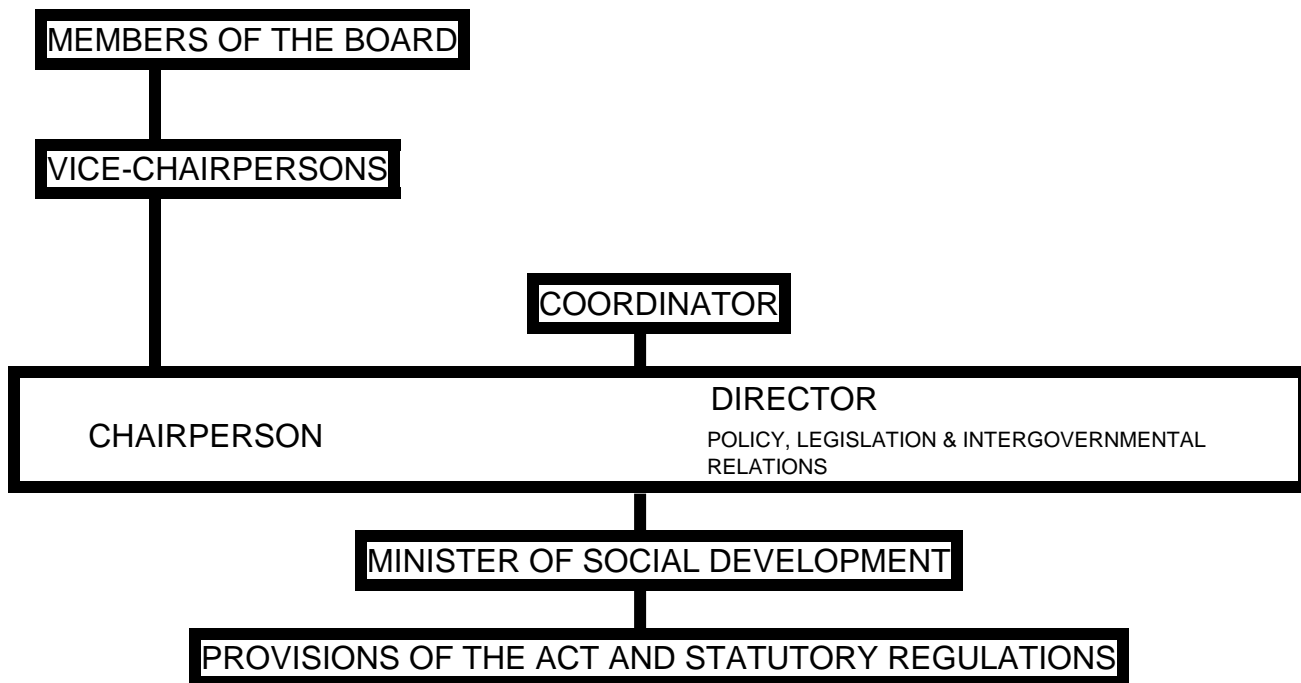 MEMBERS OF THE BOARD
VICE-CHAIRPERSONS
COORDINATOR
CHAIRPERSON
DIRECTOR
POLICY, LEGISLATION & INTERGOVERNMENTAL
RELATIONS
MINISTER OF SOCIAL DEVELOPMENT
PROVISIONS OF THE ACT AND STATUTORY REGULATIONS